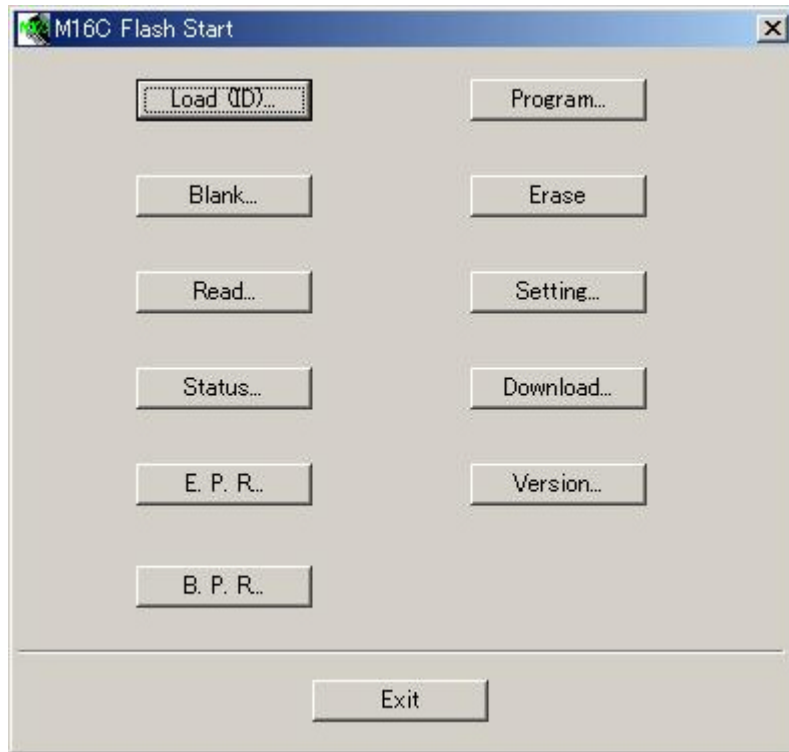 M16C Flash Start
Load (ID)...
Program...
Blank...
Erase
Read...
Setting...
Status...
Download...
E. P. R...
Version...
B. P. R...
Exit